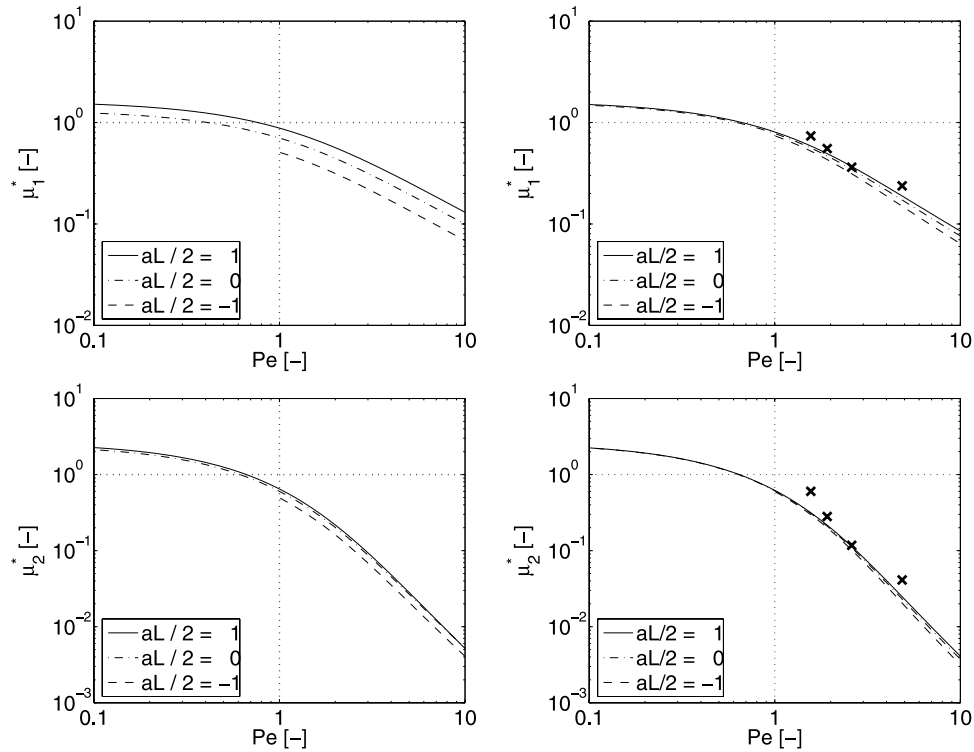 10^1
10^0
10^-1
10^-2
μ_1^* [–]
0.1 1 10
Pe [–]
aL / 2 = 1
aL / 2 = 0
aL / 2 = –1
10^1
10^0
10^-1
10^-2
μ_1^* [–]
0.1 1 10
Pe [–]
aL/2 = 1
aL/2 = 0
aL/2 = –1
10^1
10^0
10^-1
10^-2
10^-3
μ_2^* [–]
0.1 1 10
Pe [–]
aL / 2 = 1
aL / 2 = 0
aL / 2 = –1
10^1
10^0
10^-1
10^-2
10^-3
μ_2^* [–]
0.1 1 10
Pe [–]
aL/2 = 1
aL/2 = 0
aL/2 = –1